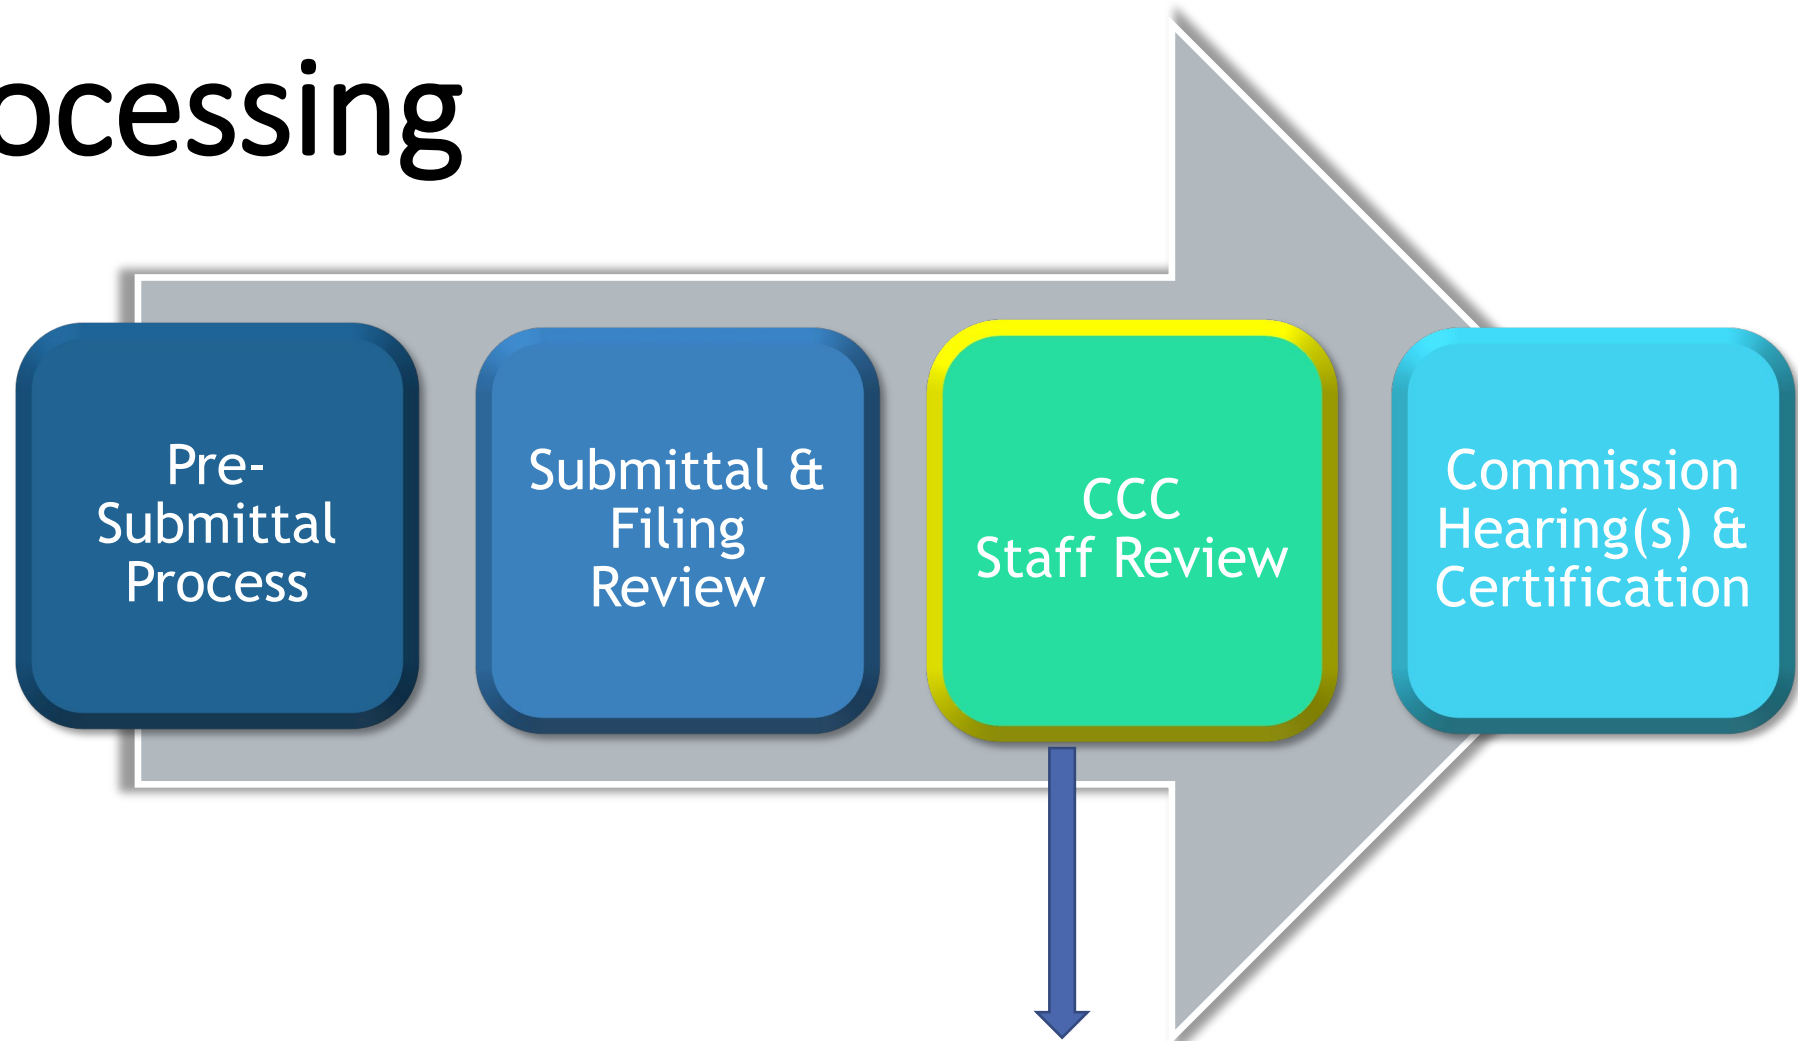 ocessing
Pre-
Submittal
Process
Submittal &
Filing
Review
CCC
Staff Review
Commission
Hearing(s) &
Certification